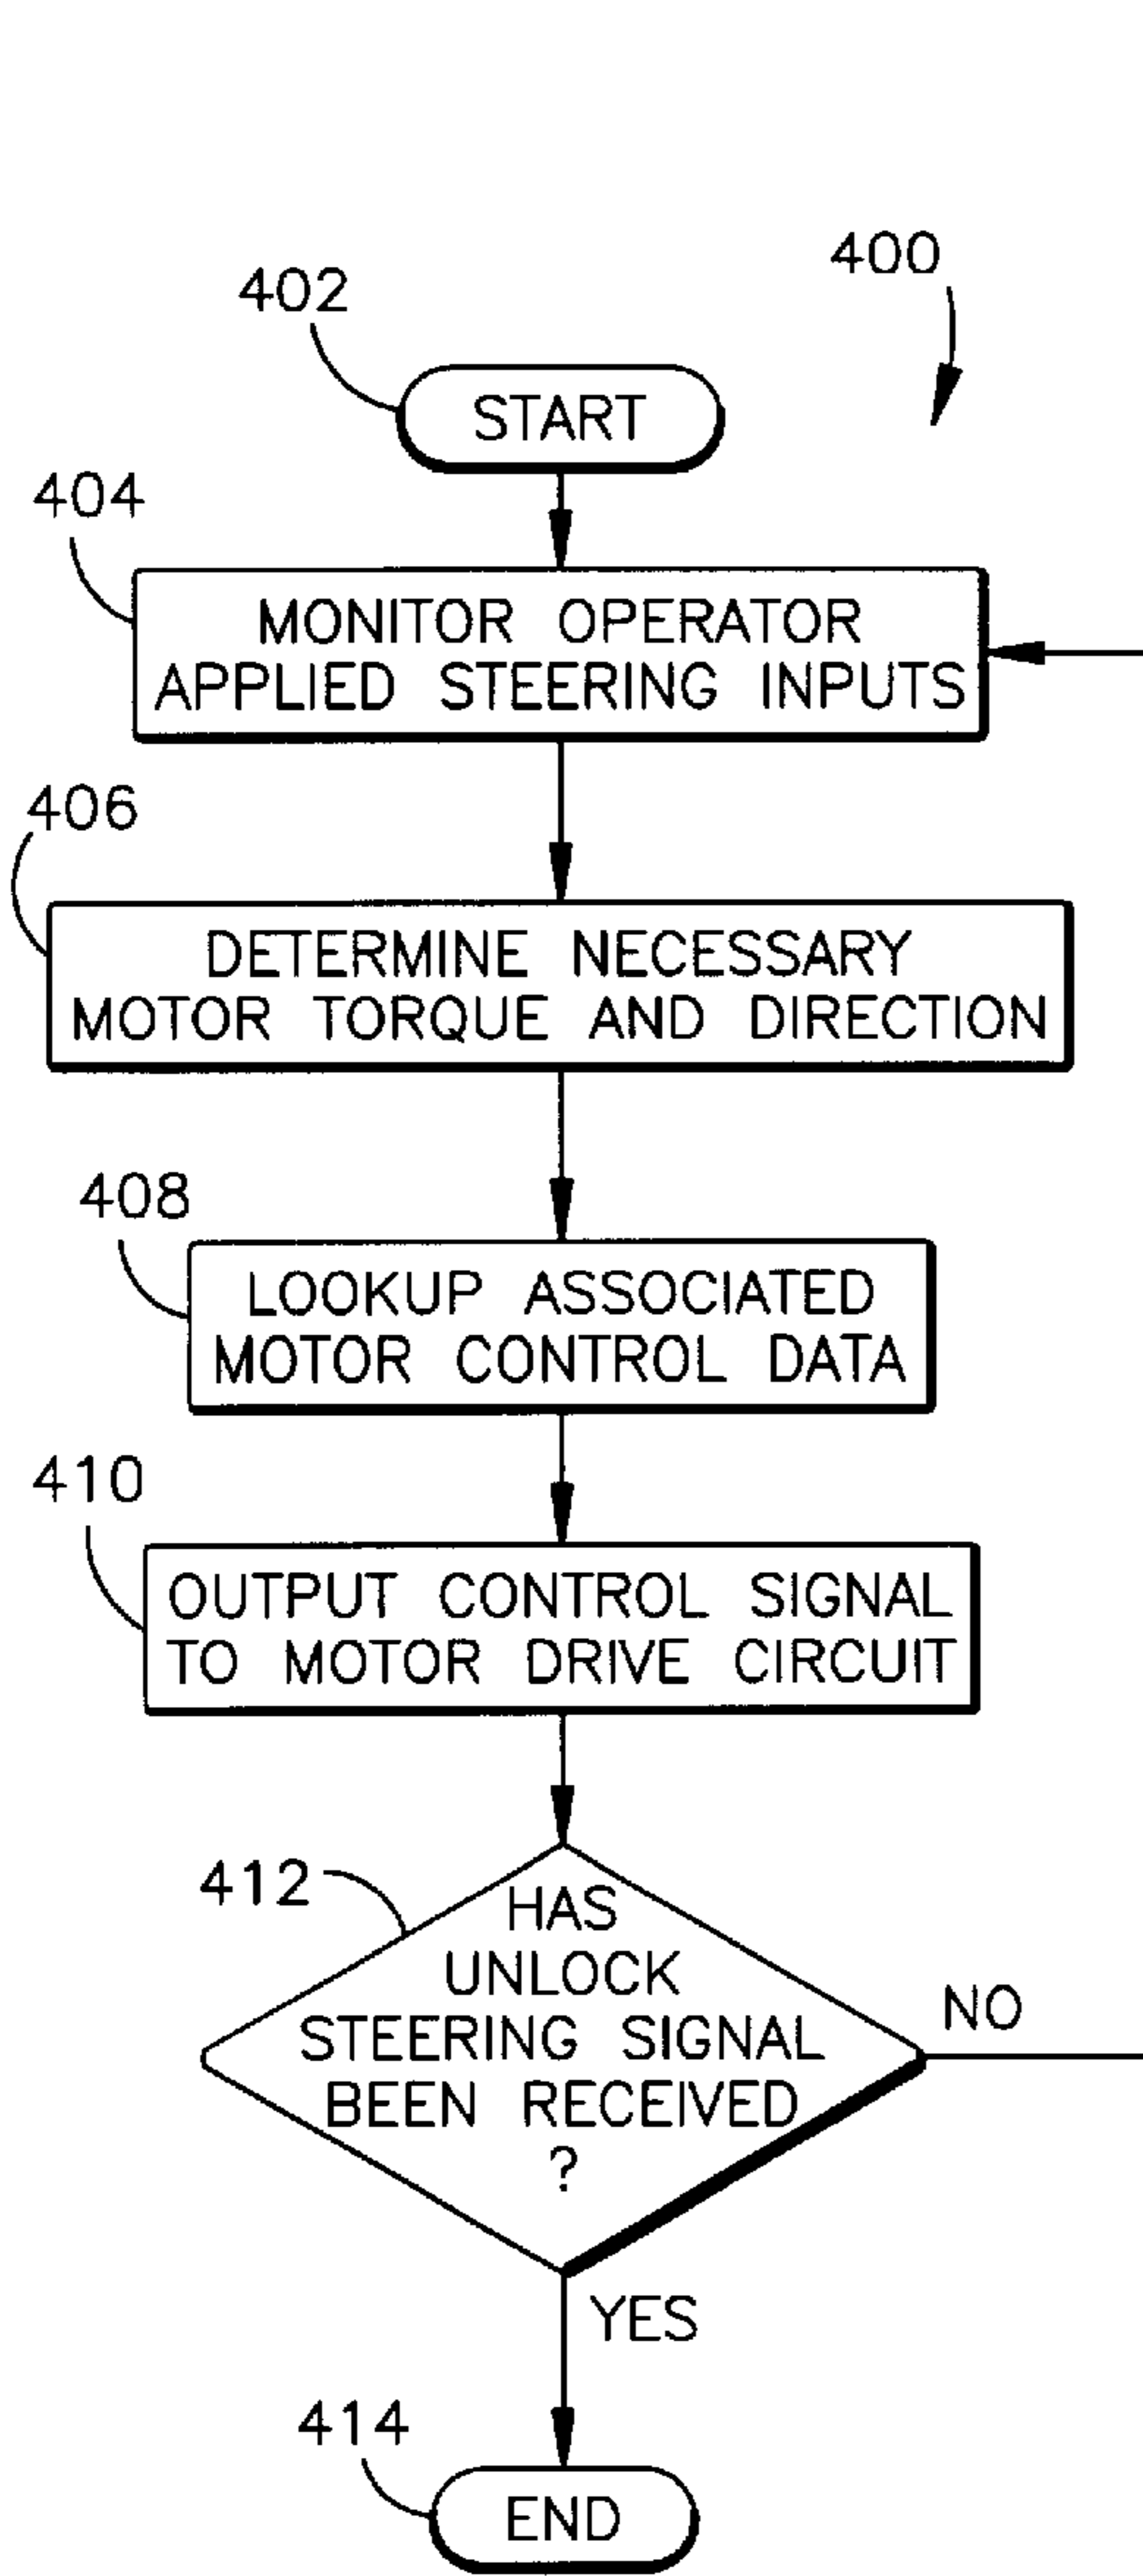 400
402
START
404
MONITOR OPERATOR
APPLIED STEERING INPUTS
406
DETERMINE NECESSARY
MOTOR TORQUE AND DIRECTION
408
LOOKUP ASSOCIATED
MOTOR CONTROL DATA
410
OUTPUT CONTROL SIGNAL
TO MOTOR DRIVE CIRCUIT
412
HAS
UNLOCK
STEERING SIGNAL
BEEN RECEIVED
?
NO
YES
414
END